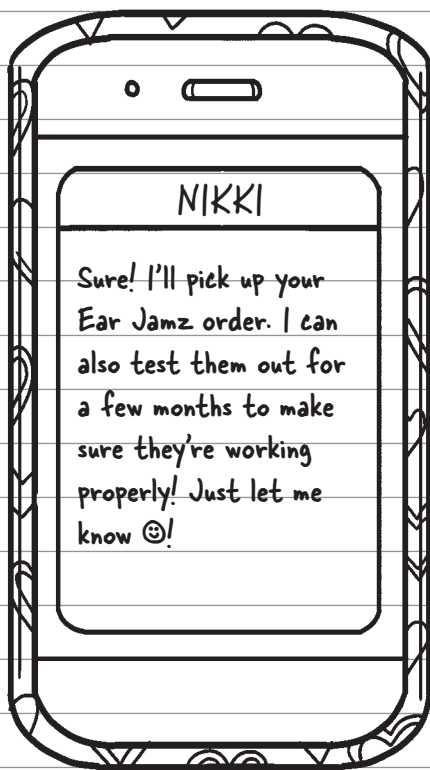 NIKKI
Sure! I'll pick up your
Ear Jamz order. I can
also test them out for
a few months to make
sure they're working
properly! Just let me
know ☺!